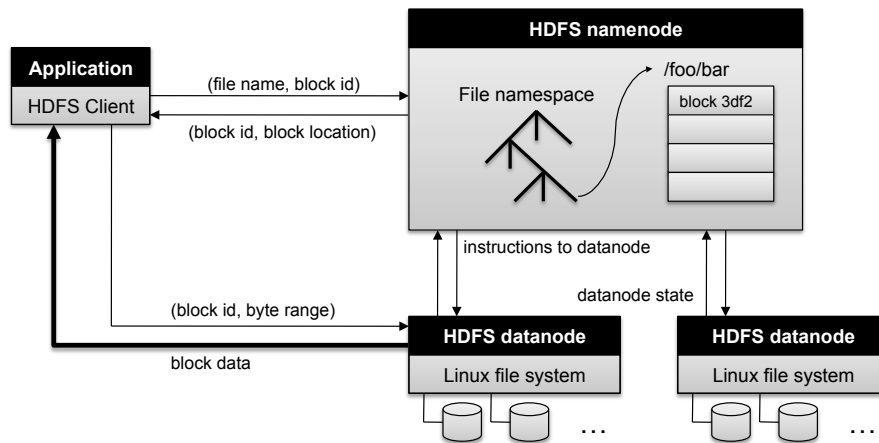 HDFS namenode
Application
HDFS Client
(file name, block id)
(block id, block location)
File namespace
/foo/bar
block 3df2
instructions to datanode
datanode state
(block id, byte range)
block data
HDFS datanode
Linux file system
...
HDFS datanode
Linux file system
...